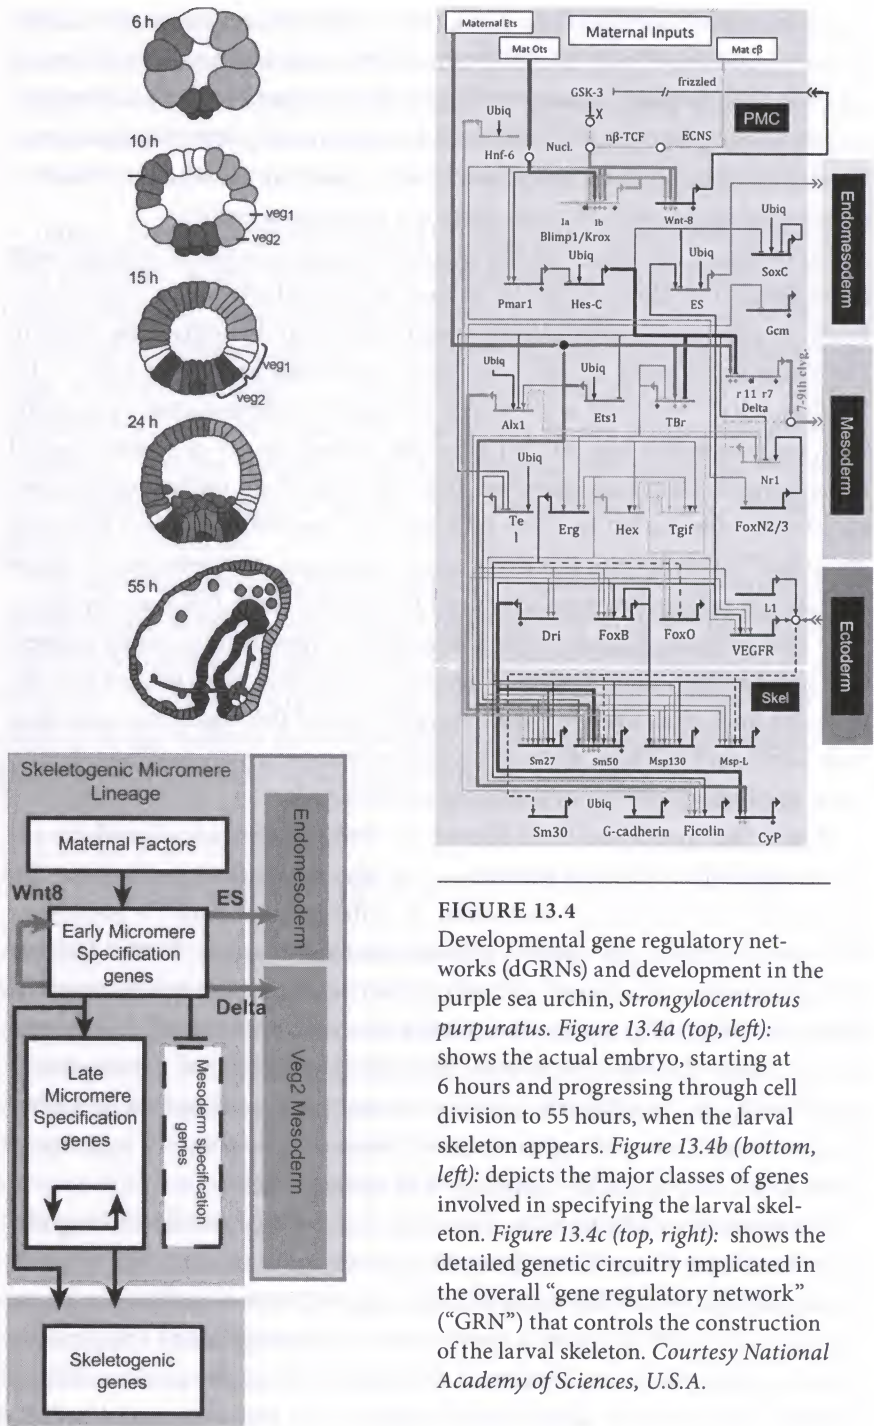 6 h
10 h
veg1
veg2
15 h
veg1
veg2
24 h
55 h
Maternal Ets
Maternal Inputs
Mat Ots
Mat cβ
frizzled
GSK-3
X
PMC
Ubiq
Nucl.
nβ-TCF
ECNS
Hnf-6
Endomesoderm
1a
1b
Wnt-8
Blimp1/Krox
Ubiq
Ubiq
Ubiq
SoxC
Pmar1
Hes-C
ES
Gcm
Ubiq
Ubiq
r 11 r7
Delta
7-9th clvg.
Alx1
Ets1
TBr
Mesoderm
Ubiq
Nr1
Te
l
Erg
Hex
Tgif
FoxN2/3
L1
Dri
FoxB
FoxO
VEGFR
Ectoderm
Skel
Sm27
Sm50
Msp130
Msp-L
Ubiq
Sm30
G-cadherin
Ficolin
CyP
Skeletogenic Micromere
Lineage
Maternal Factors
Wnt8
ES
Early Micromere
Specification
genes
Endomesoderm
Delta
Late
Micromere
Specification
genes
Mesoderm specification
genes
Veg2 Mesoderm
Skeletogenic
genes
FIGURE 13.4
Developmental gene regulatory net-
works (dGRNs) and development in the
purple sea urchin, Strongylocentrotus
purpuratus. Figure 13.4a (top, left):
shows the actual embryo, starting at
6 hours and progressing through cell
division to 55 hours, when the larval
skeleton appears. Figure 13.4b (bottom,
left): depicts the major classes of genes
involved in specifying the larval skel-
eton. Figure 13.4c (top, right): shows the
detailed genetic circuitry implicated in
the overall “gene regulatory network”
(“GRN”) that controls the construction
of the larval skeleton. Courtesy National
Academy of Sciences, U.S.A.